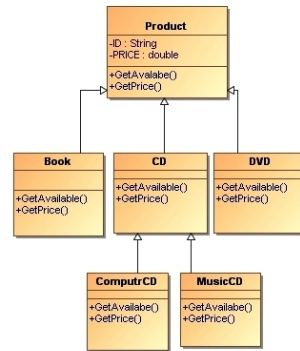 Product
-ID : String
-PRICE : double
+GetAvalabe()
+GetPrice()
Book
+GetAvailable()
+GetPrice()
CD
+GetAvailable()
+GetPrice()
DVD
+GetAvailable()
+GetPrice()
ComputrCD
+GetAvailabe()
+GetPrice()
MusicCD
+GetAvailabe()
+GetPrice()